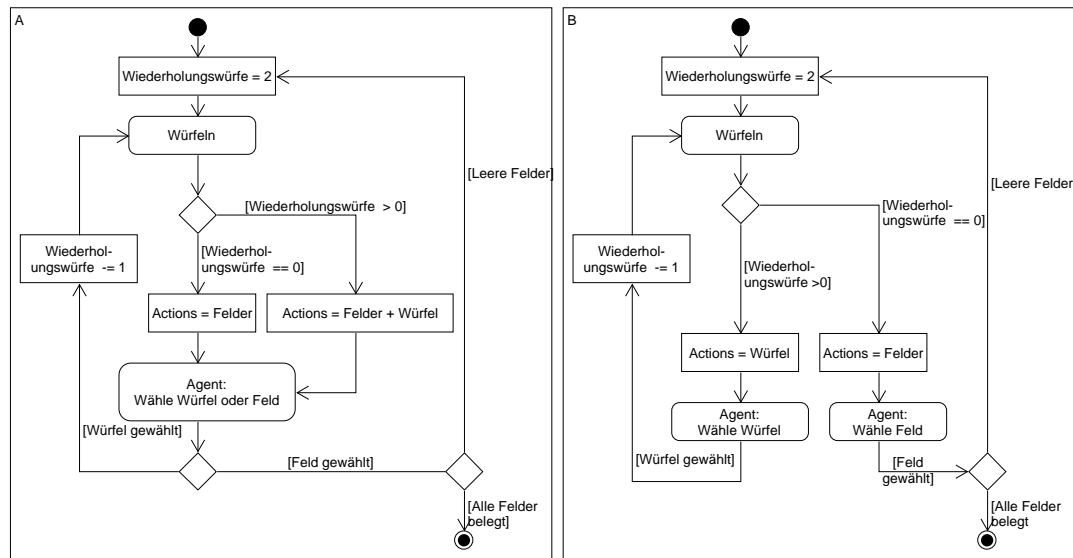 A
Wiederholungswürfe = 2
Würfeln
[Leere Felder]
[Wiederholungswürfe  > 0]
[Wiederhol-
ungswürfe  == 0]
Wiederhol-
ungswürfe  -= 1
Actions = Felder
Actions = Felder + Würfel
Agent:
Wähle Würfel oder Feld
[Würfel gewählt]
[Feld gewählt]
[Alle Felder
belegt]
B
Wiederholungswürfe = 2
Würfeln
[Leere Felder]
[Wiederhol-
ungswürfe  == 0]
Wiederhol-
ungswürfe  -= 1
[Wiederhol-
ungswürfe >0]
Actions = Würfel
Actions = Felder
Agent:
Wähle Würfel
Agent:
Wähle Feld
[Würfel gewählt]
[Feld
gewählt]
[Alle Felder
belegt